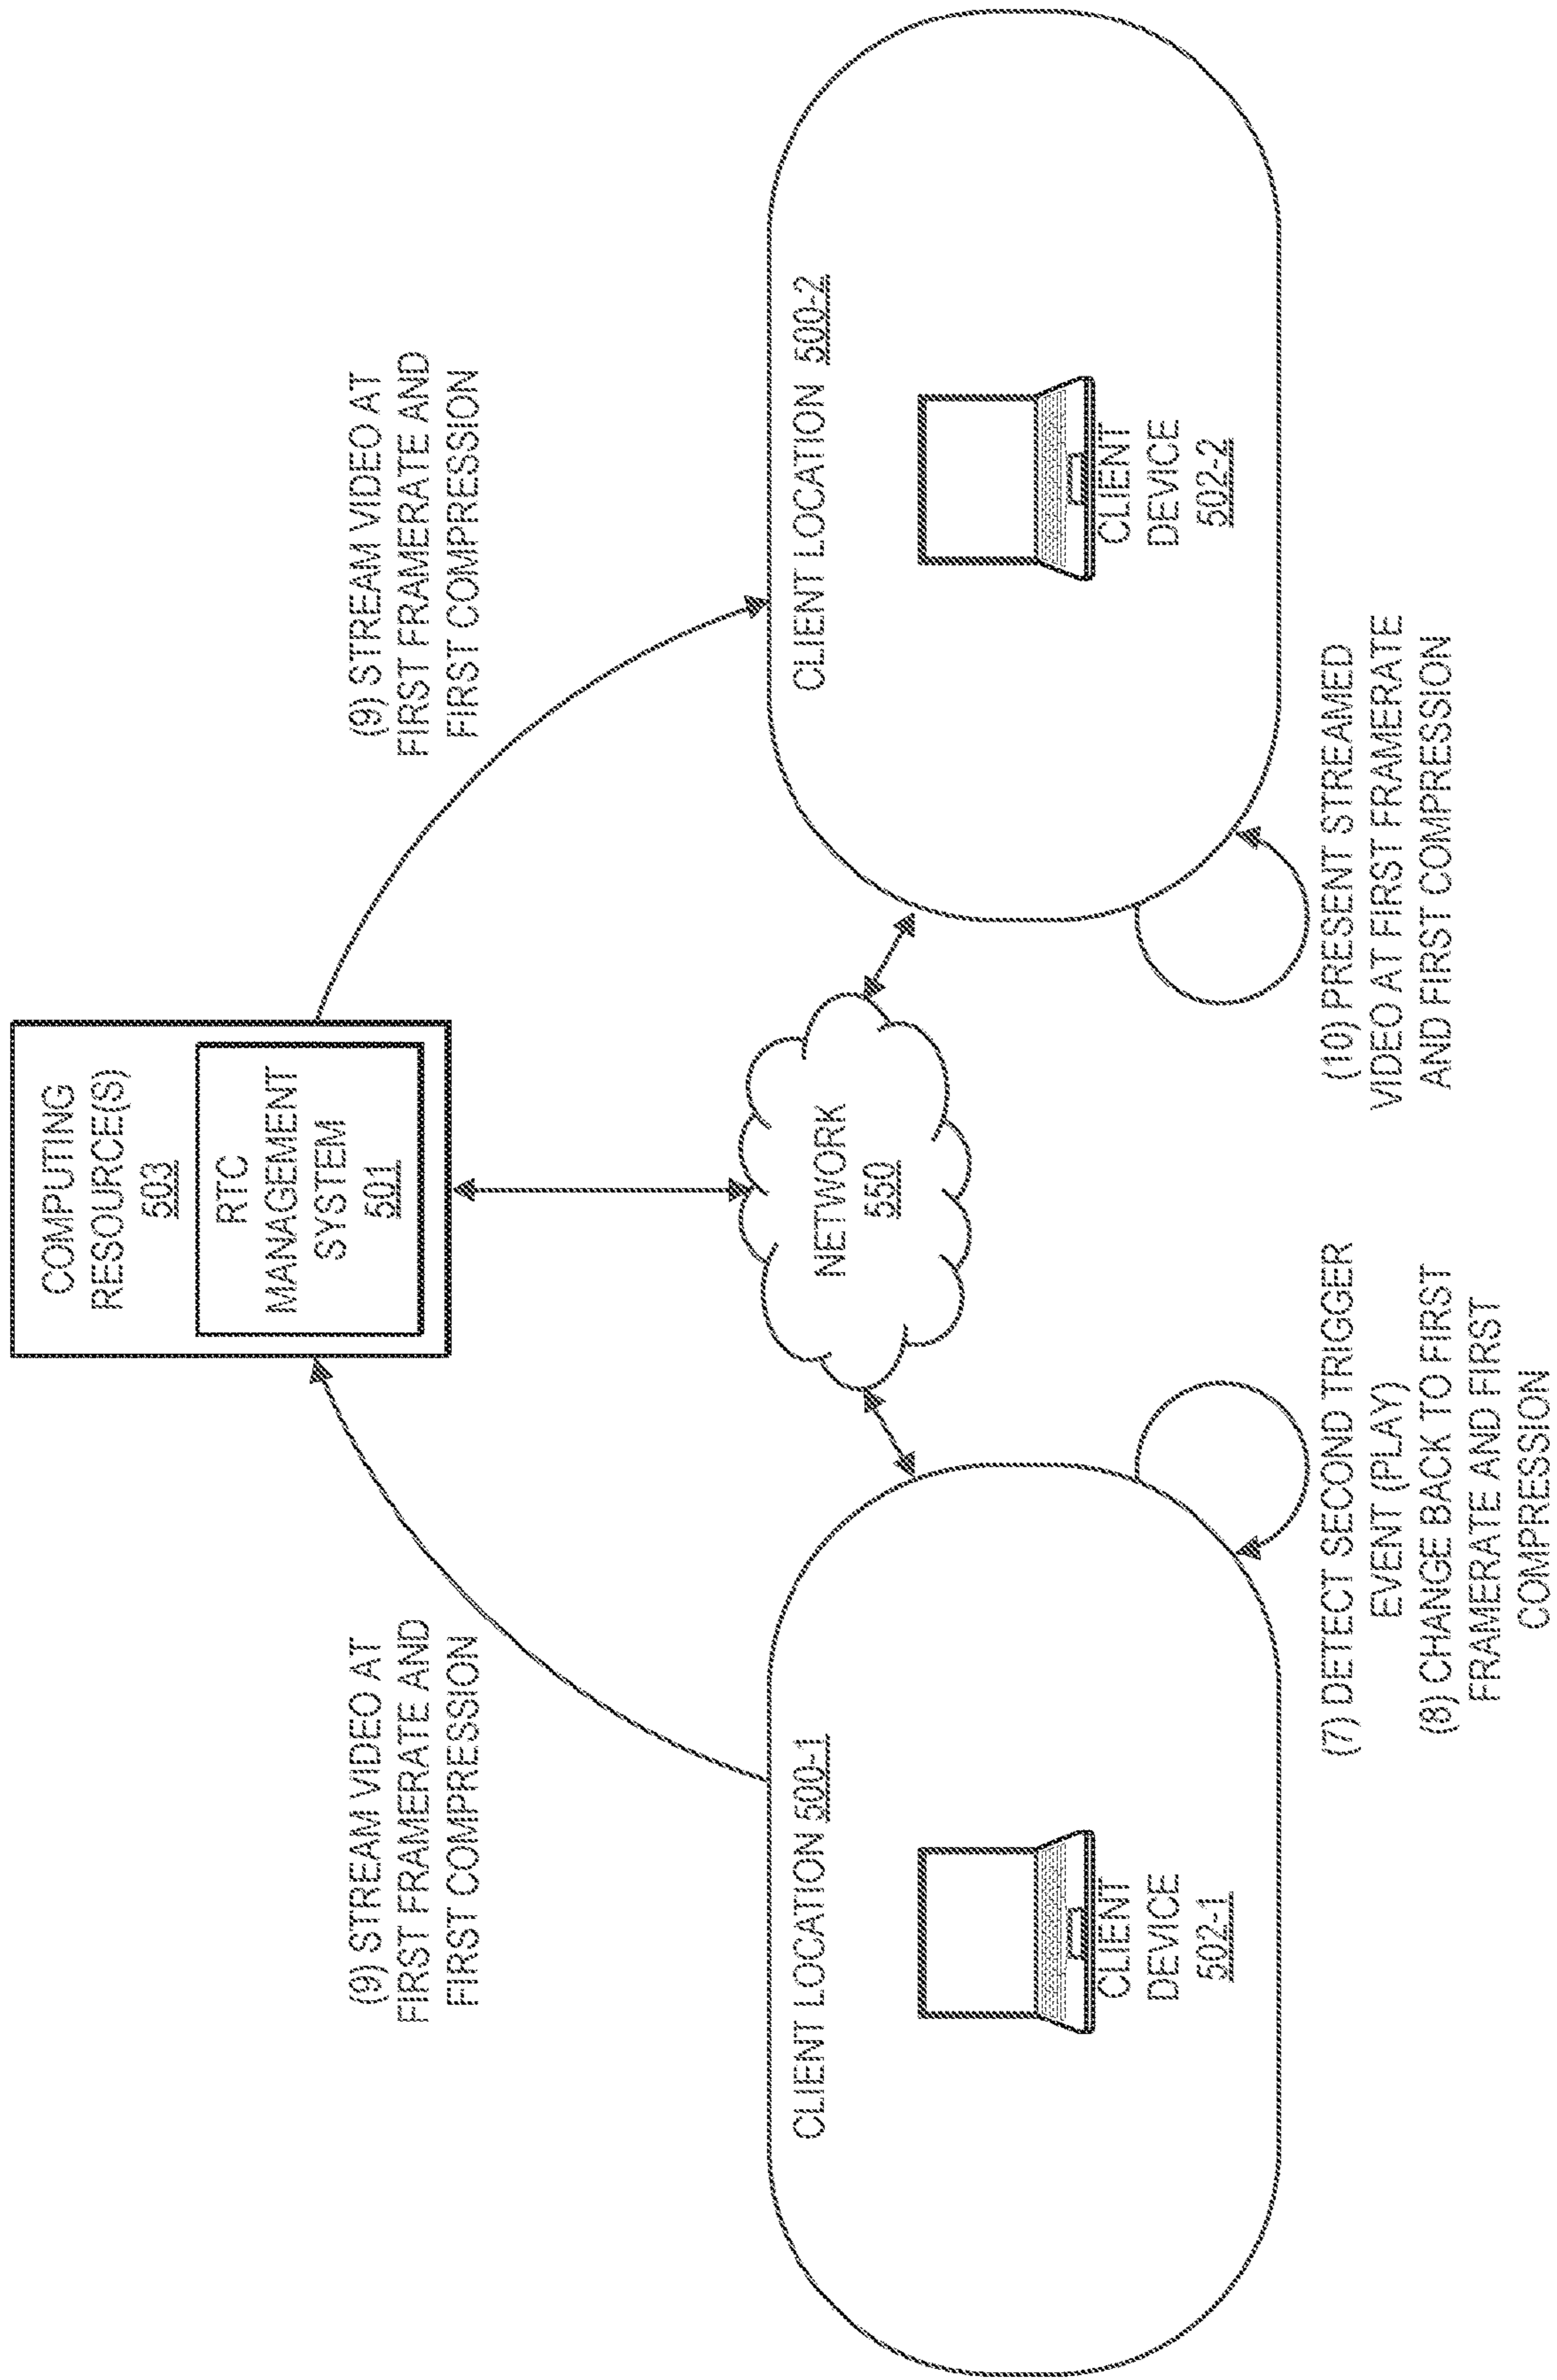 COMPUTING
RESOURCE(S)
503
RTC
MANAGEMENT
SYSTEM
501
(9) STREAM VIDEO AT
FIRST FRAMERATE AND
FIRST COMPRESSION
(9) STREAM VIDEO AT
FIRST FRAMERATE AND
FIRST COMPRESSION
CLIENT LOCATION 500-1
CLIENT
DEVICE
502-1
NETWORK
550
CLIENT LOCATION 500-2
CLIENT
DEVICE
502-2
(7) DETECT SECOND TRIGGER
EVENT (PLAY)
(8) CHANGE BACK TO FIRST
FRAMERATE AND FIRST
COMPRESSION
(10) PRESENT STREAMED
VIDEO AT FIRST FRAMERATE
AND FIRST COMPRESSION